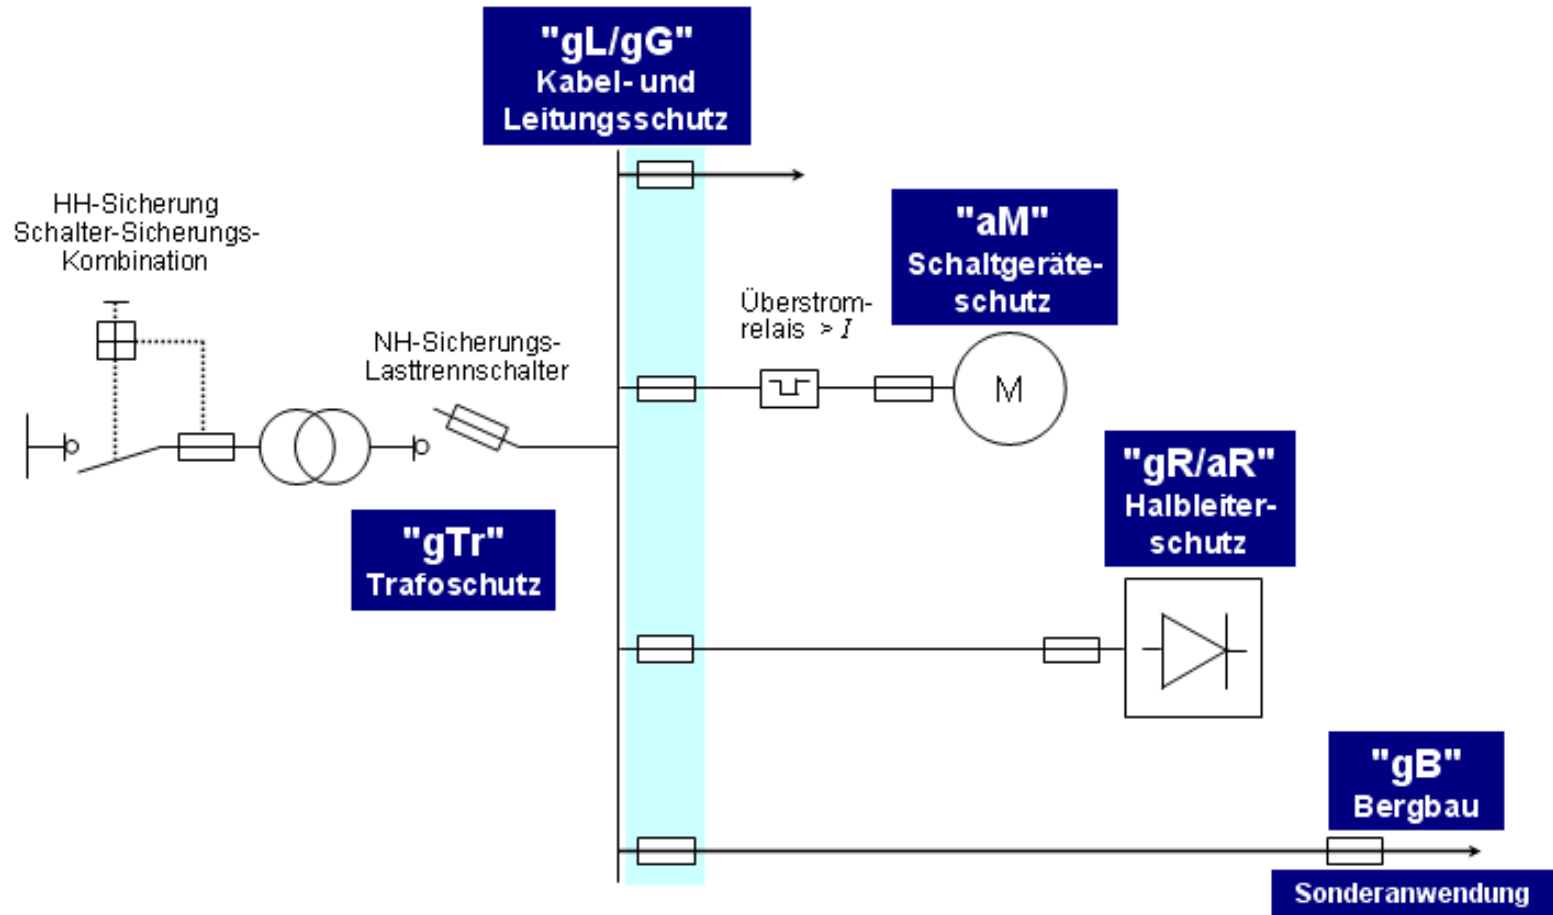 "gL/gG"
Kabel- und
Leitungsschutz
HH-Sicherung
Schalter-Sicherungs-
Kombination
"aM"
Schaltgeräte-
schutz
Überstrom-
relais > I
NH-Sicherungs-
Lasttrennschalter
M
"gR/aR"
Halbleiter-
schutz
"gTr"
Trafoschutz
"gB"
Bergbau
Sonderanwendung